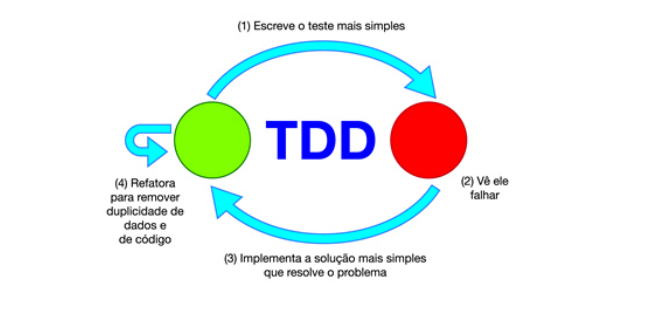 (1) Escreve o teste mais simples
TDD
(2) Vê ele
falhar
(3) Implementa a solução mais simples
que resolve o problema
(4) Refatora
para remover
duplicidade de
dados e
de código